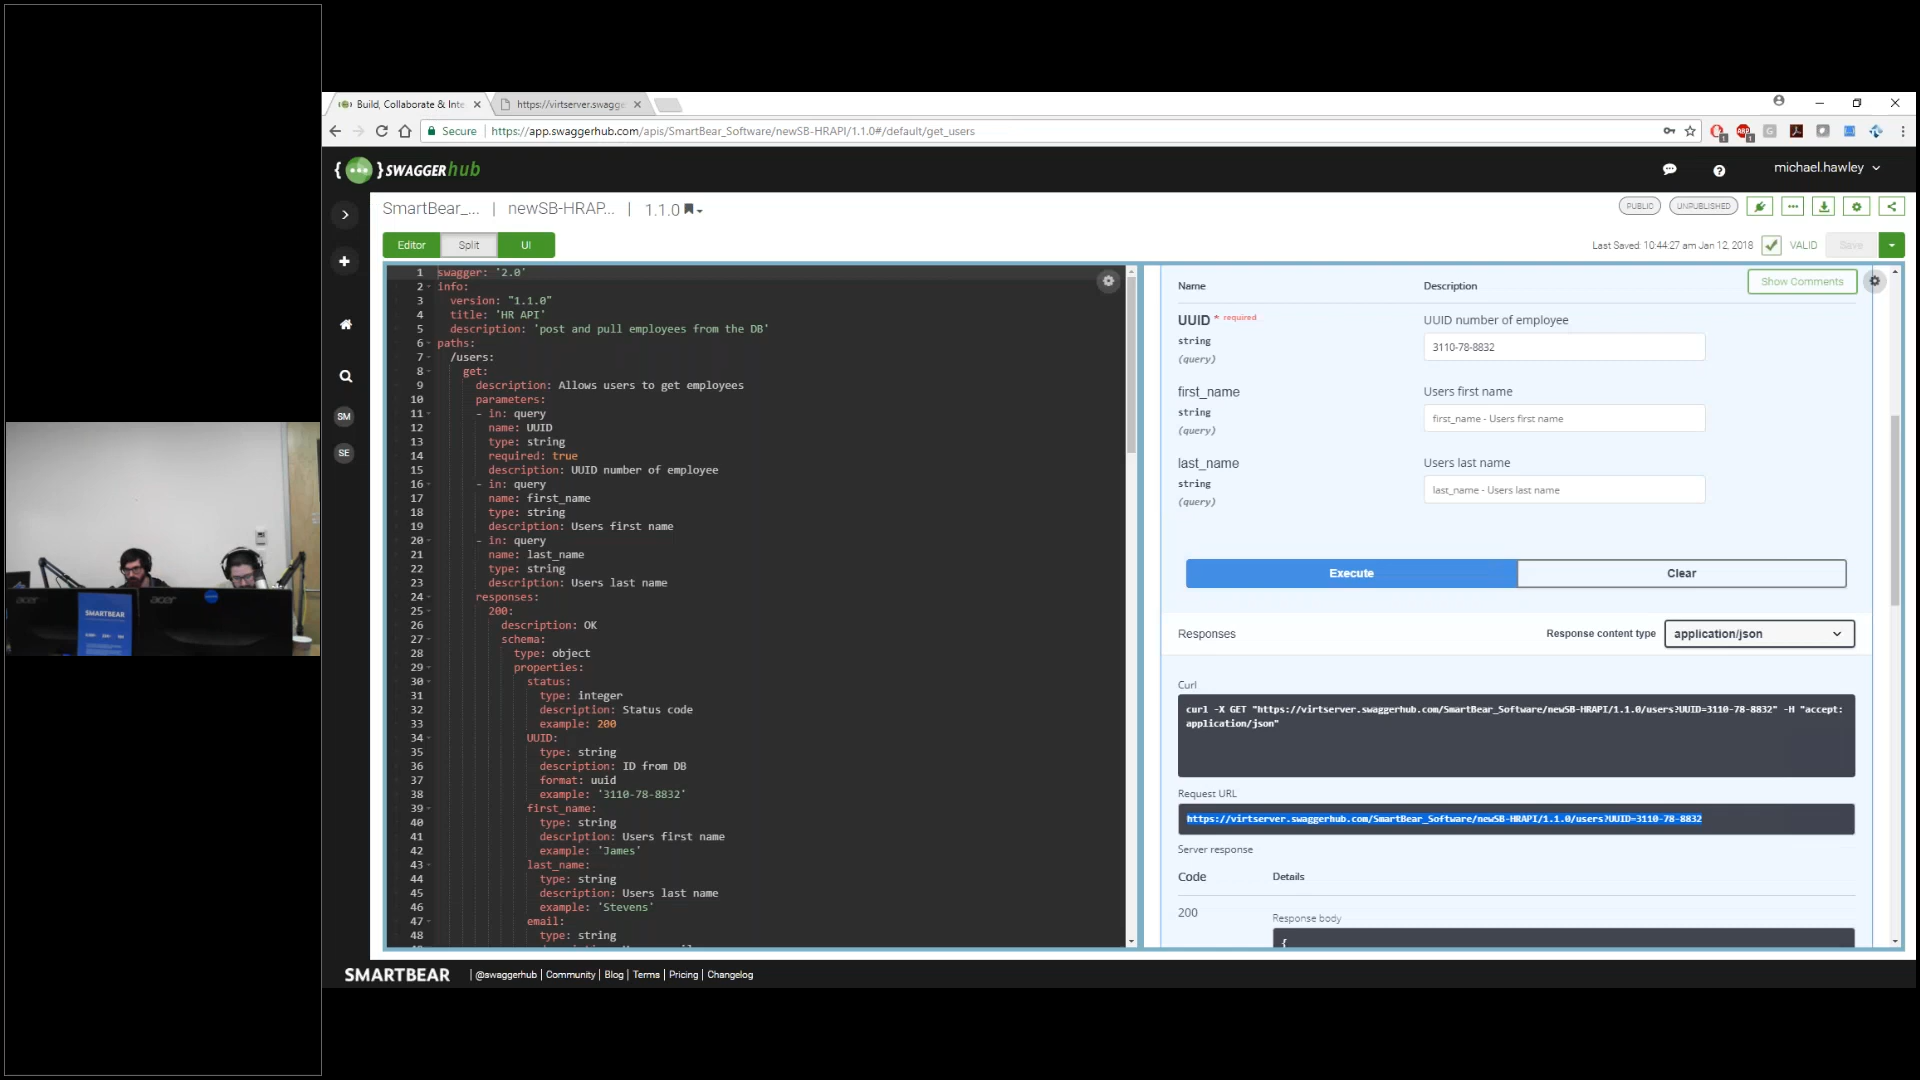 Build, Collaborate & Inte
https://virtserver.swagge
Secure
https://app.swaggerhub.com/apis/SmartBear_Software/newSB-HRAPI/1.1.0#/default/get_users
SWAGGERhub
michael.hawley
SmartBear_... | newSB-HRAP... | 1.1.0
PUBLIC
UNPUBLISHED
Editor
Split
UI
Last Saved: 10:44:27 am Jan 12, 2018
VALID
Save
SM
SE
1 swagger: '2.0'
2 info:
3 version: "1.1.0"
4 title: 'HR API'
5 description: 'post and pull employees from the DB'
6 paths:
7 /users:
8 get:
9 description: Allows users to get employees
10 parameters:
11 - in: query
12 name: UUID
13 type: string
14 required: true
15 description: UUID number of employee
16 - in: query
17 name: first_name
18 type: string
19 description: Users first name
20 - in: query
21 name: last_name
22 type: string
23 description: Users last name
24 responses:
25 200:
26 description: OK
27 schema:
28 type: object
29 properties:
30 status:
31 type: integer
32 description: Status code
33 example: 200
34 UUID:
35 type: string
36 description: ID from DB
37 format: uuid
38 example: '3110-78-8832'
39 first_name:
40 type: string
41 description: Users first name
42 example: 'James'
43 last_name:
44 type: string
45 description: Users last name
46 example: 'Stevens'
47 email:
48 type: string
Name
Description
Show Comments
UUID * required
string
(query)
UUID number of employee
3110-78-8832
first_name
string
(query)
Users first name
first_name - Users first name
last_name
string
(query)
Users last name
last_name - Users last name
Execute
Clear
Responses
Response content type
application/json
Curl
curl -X GET "https://virtserver.swaggerhub.com/SmartBear_Software/newSB-HRAPI/1.1.0/users?UUID=3110-78-8832" -H "accept:
application/json"
Request URL
https://virtserver.swaggerhub.com/SmartBear_Software/newSB-HRAPI/1.1.0/users?UUID=3110-78-8832
Server response
Code
Details
200
Response body
{
SMARTBEAR
| @swaggerhub | Community | Blog | Terms | Pricing | Changelog
acer
SMARTBEAR
acer